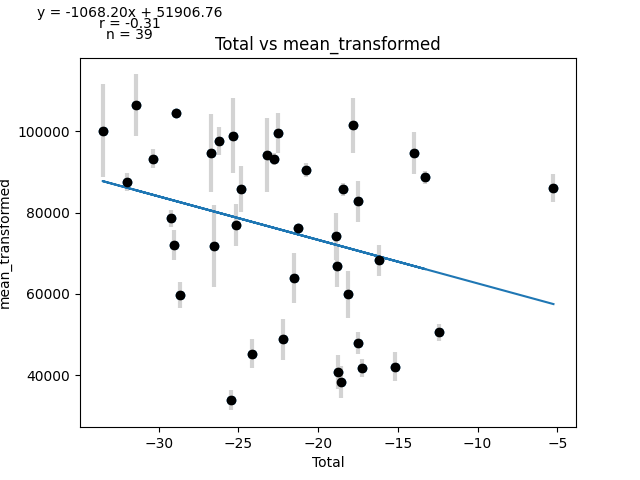 y = -1068.20x + 51906.76
r = -0.31
n = 39
Total vs mean_transformed
mean_transformed
100000
80000
60000
40000
−30
−25
−20
−15
−10
−5
Total